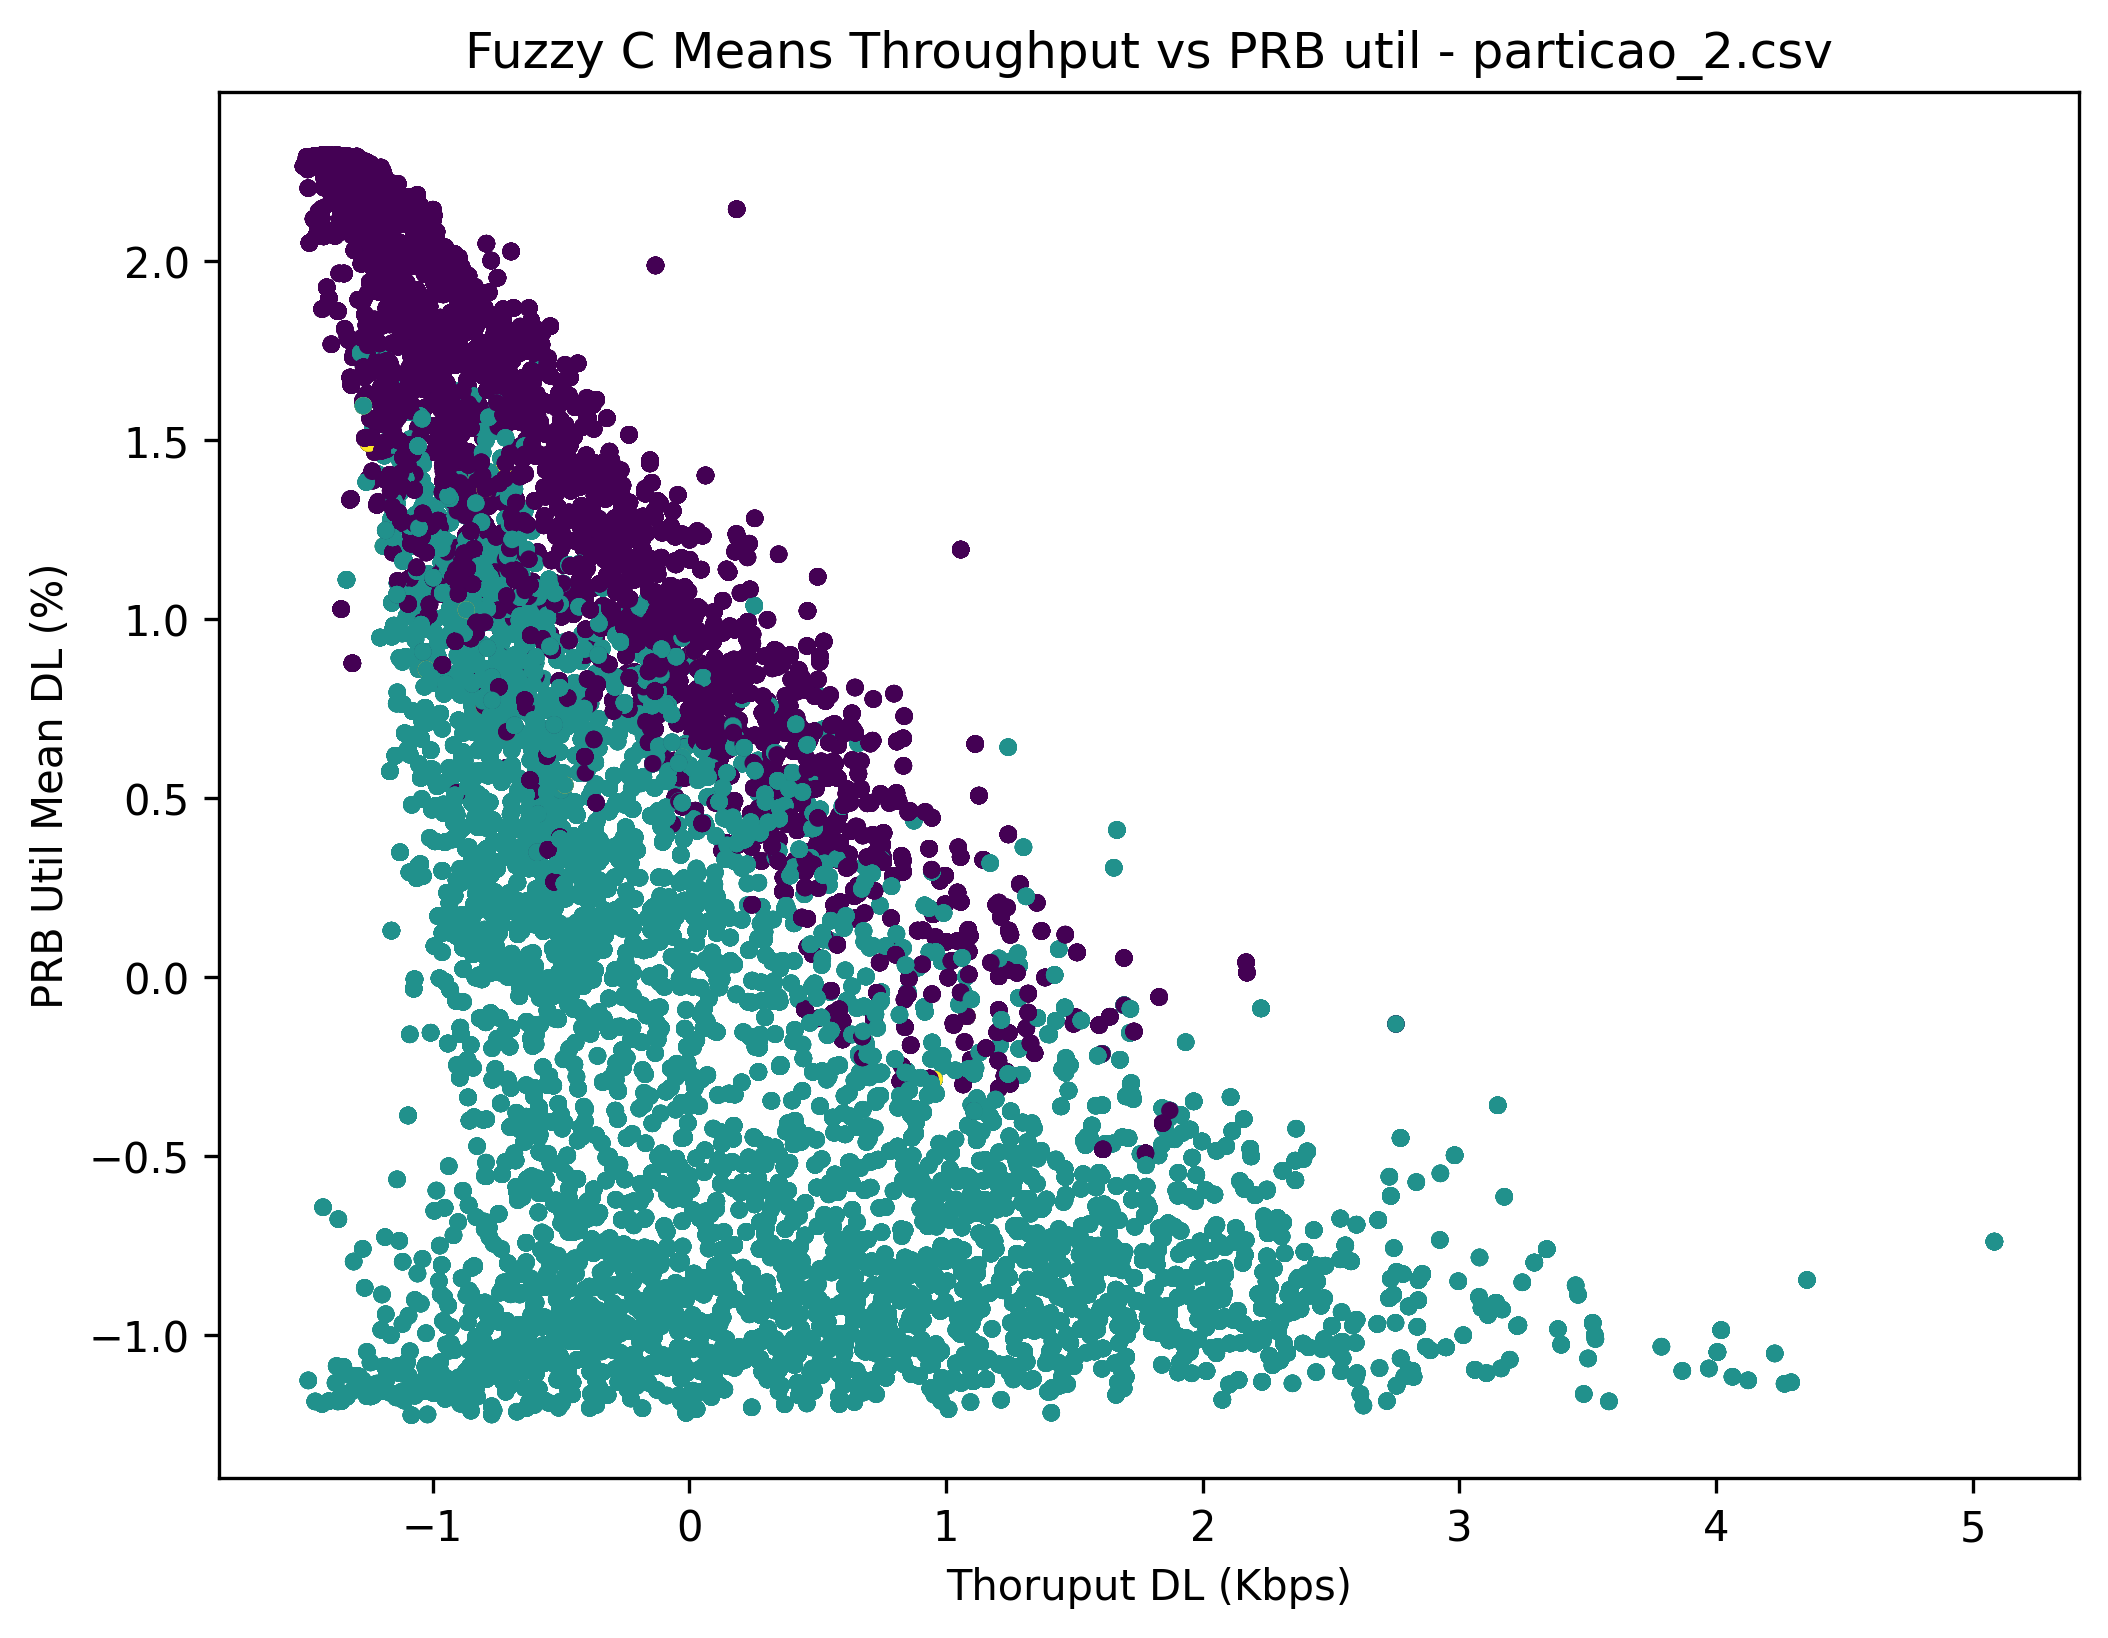 Fuzzy C Means Throughput vs PRB util - particao_2.csv
2.0
1.5
1.0
0.5
0.0
−0.5
−1.0
PRB Util Mean DL (%)
−1 0 1 2 3 4 5
Thoruput DL (Kbps)